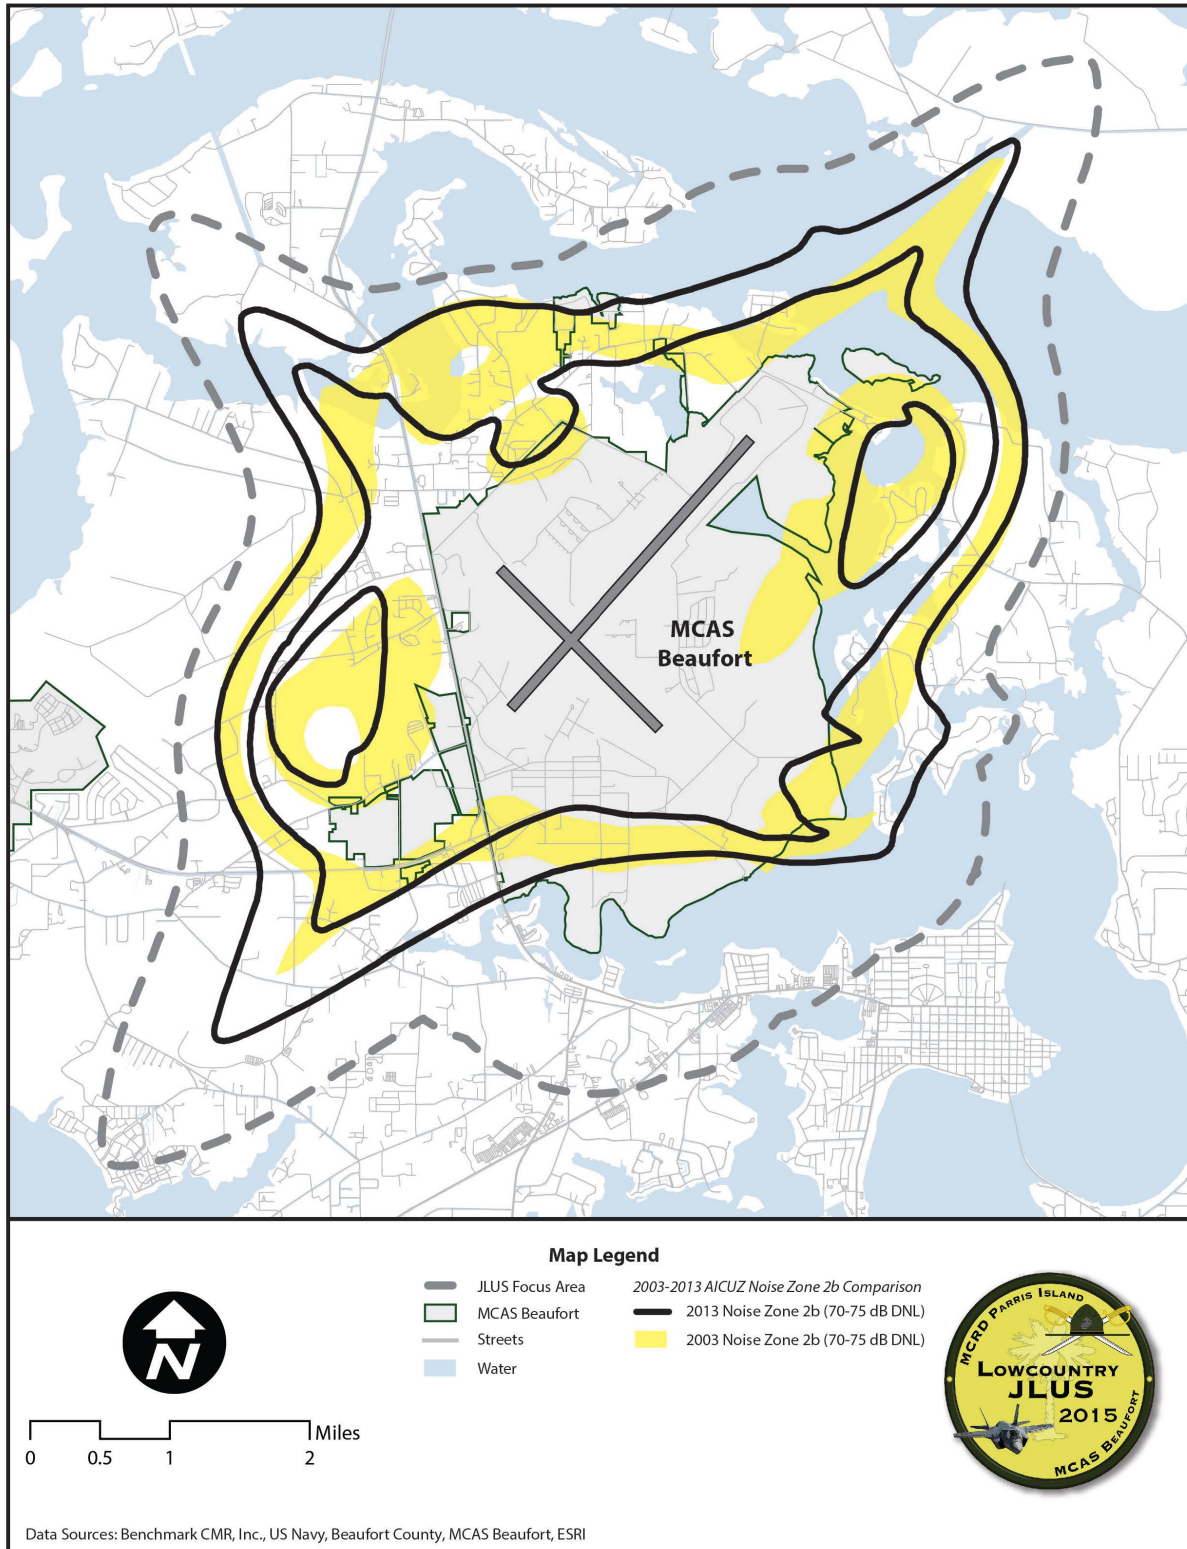 MCAS
Beaufort
Map Legend
JLUS Focus Area
MCAS Beaufort
Streets
Water
2003-2013 AICUZ Noise Zone 2b Comparison
2013 Noise Zone 2b (70-75 dB DNL)
2003 Noise Zone 2b (70-75 dB DNL)
N
0 0.5 1 2 Miles
MCRD PARRIS ISLAND
LOWCOUNTRY
JLUS
2015
MCAS BEAUFORT
Data Sources: Benchmark CMR, Inc., US Navy, Beaufort County, MCAS Beaufort, ESRI